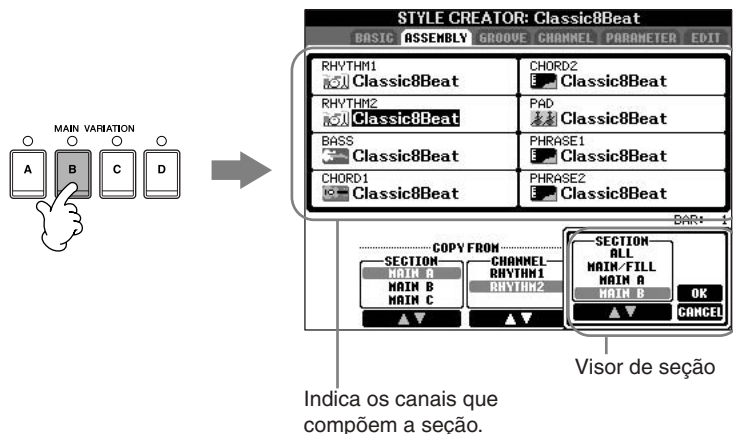 STYLE CREATOR: Classic8Beat
BASIC ASSEMBLY GROOVE CHANNEL PARAMETER EDIT
RHYTHM1
Classic8Beat
CHORD2
Classic8Beat
RHYTHM2
Classic8Beat
PAD
Classic8Beat
BASS
Classic8Beat
PHRASE1
Classic8Beat
CHORD1
Classic8Beat
PHRASE2
Classic8Beat
MAIN VARIATION
A B C D
BAR: 1
COPY FROM
SECTION
MAIN A
MAIN B
MAIN C
CHANNEL
RHYTHM1
RHYTHM2
SECTION
ALL
MAIN/FILL
MAIN A
MAIN B
OK
CANCEL
Visor de seção
Indica os canais que
compõem a seção.